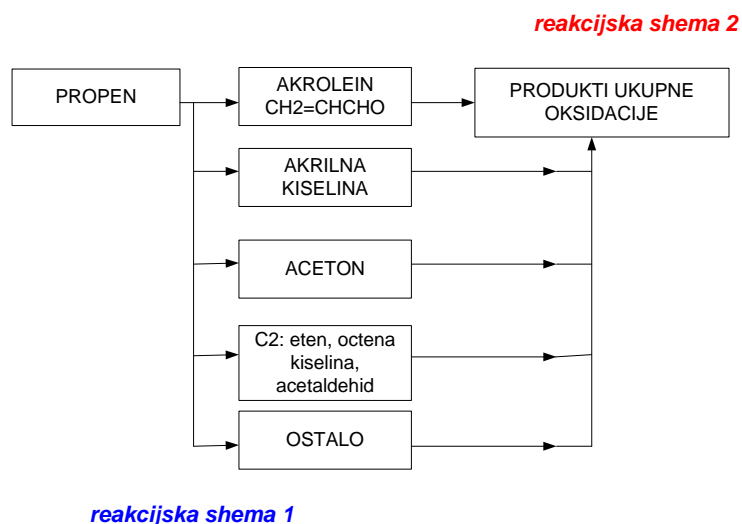 reakcijska shema 2
PROPEN
AKROLEIN
CH2=CHCHO
PRODUKTI UKUPNE
OKSIDACIJE
AKRILNA
KISELINA
ACETON
C2: eten, octena
kiselina,
acetaldehid
OSTALO
reakcijska shema 1